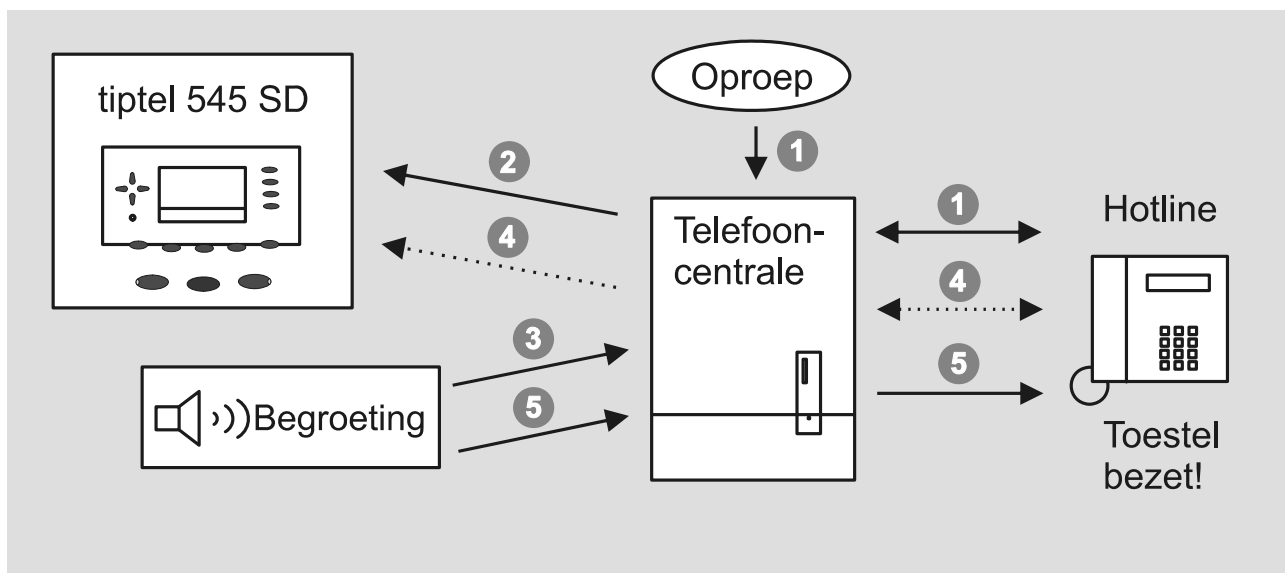 tiptel 545 SD
Oproep
1
2
4
3
5
Begroeting
Telefoon-
centrale
1
4
5
Hotline
Toestel
bezet!